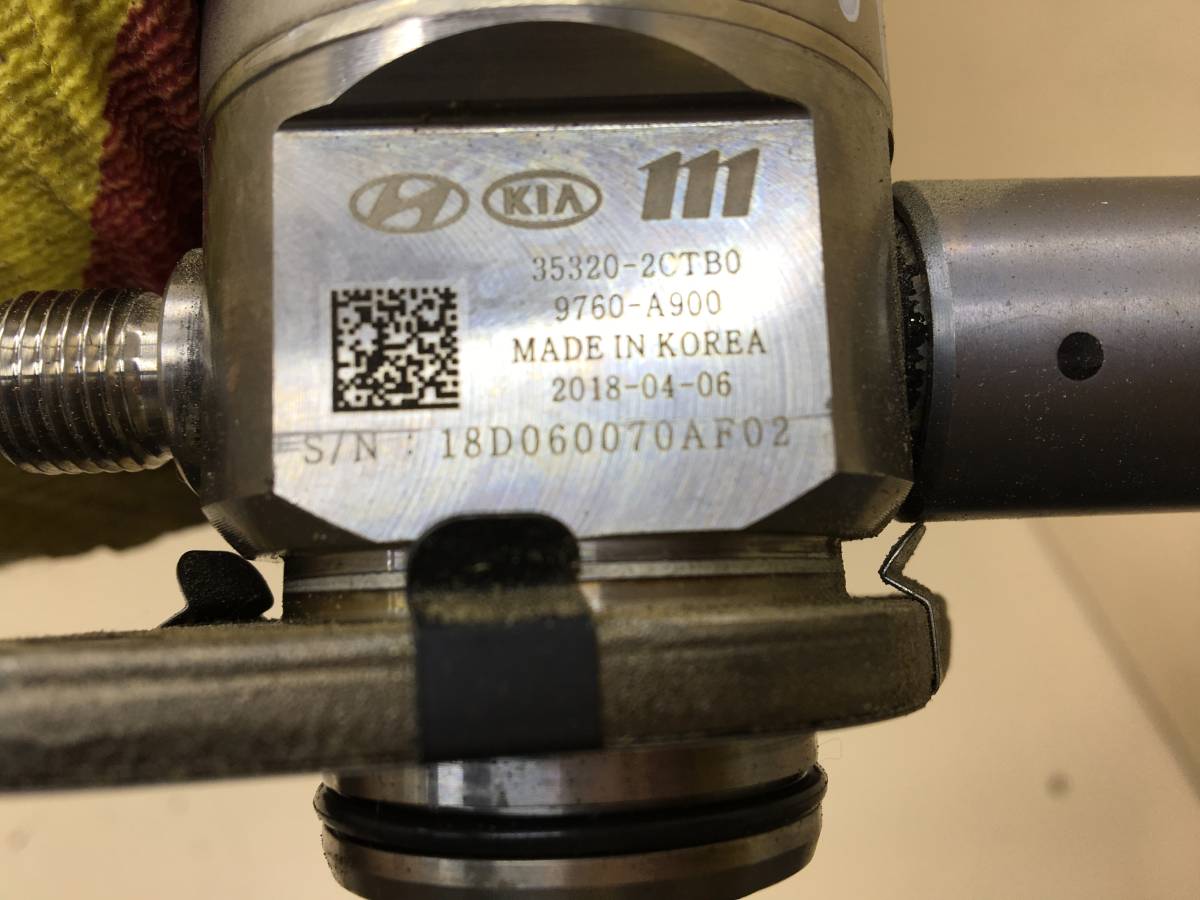 KIA
35320-2CTB0
9760-A900
MADE IN KOREA
2018-04-06
S/N : 18D060070AF02